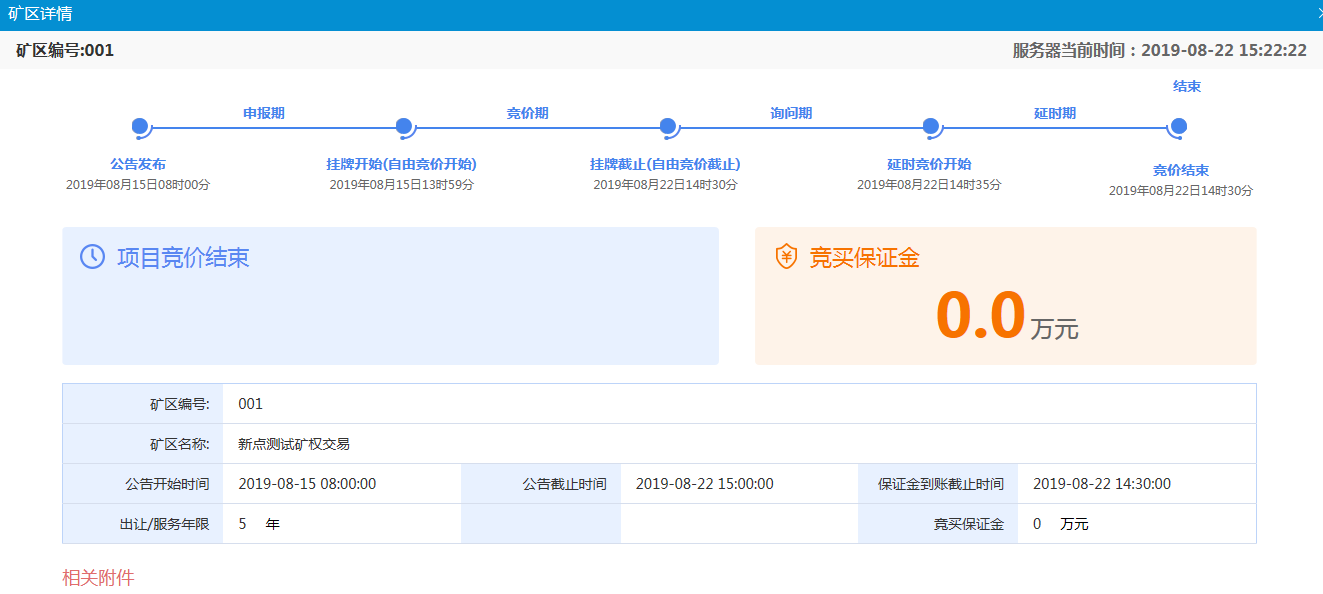 矿区详情
矿区编号:001
服务器当前时间：2019-08-22 15:22:22
结束
申报期 竞价期 询问期 延时期
公告发布 挂牌开始(自由竞价开始) 挂牌截止(自由竞价截止) 延时竞价开始 竞价结束
2019年08月15日08时00分 2019年08月15日13时59分 2019年08月22日14时30分 2019年08月22日14时35分 2019年08月22日14时30分
项目竞价结束
竞买保证金
0.0万元
矿区编号: 001
矿区名称: 新点测试矿权交易
公告开始时间 2019-08-15 08:00:00 公告截止时间 2019-08-22 15:00:00 保证金到账截止时间 2019-08-22 14:30:00
出让/服务年限 5 年 竞买保证金 0 万元
相关附件